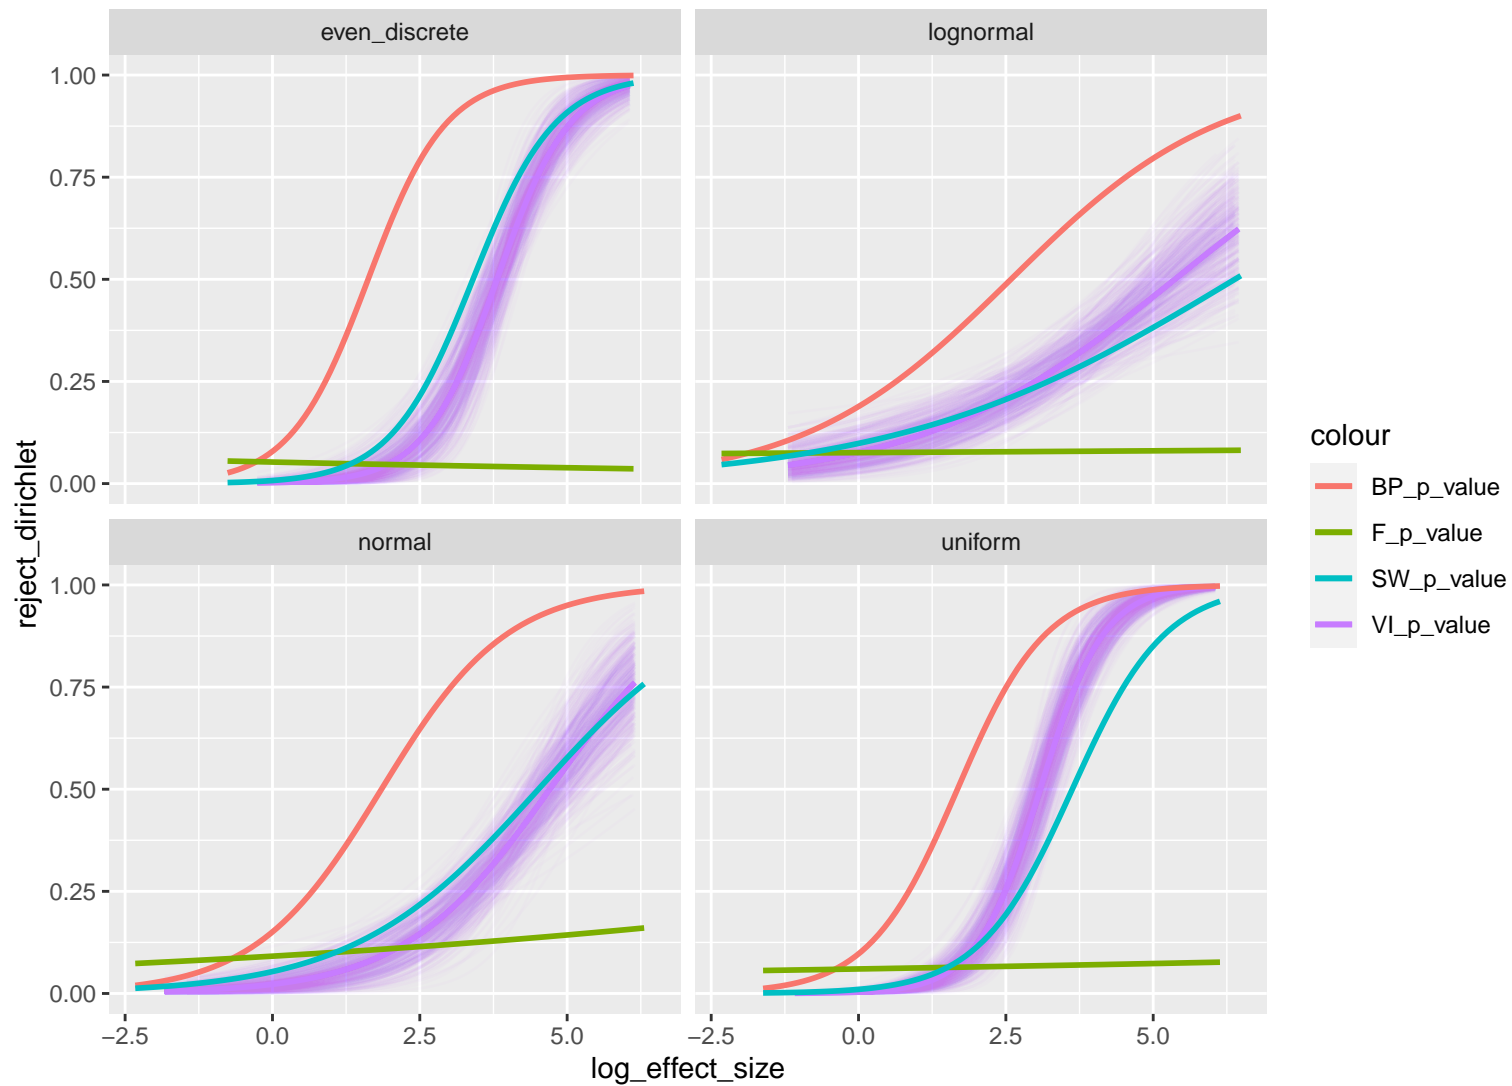 even_discrete
lognormal
1.00
0.75
0.50
0.25
0.00
normal
uniform
1.00
0.75
0.50
0.25
0.00
−2.5
0.0
2.5
5.0
−2.5
0.0
2.5
5.0
log_effect_size
reject_dirichlet
colour
BP_p_value
F_p_value
SW_p_value
VI_p_value